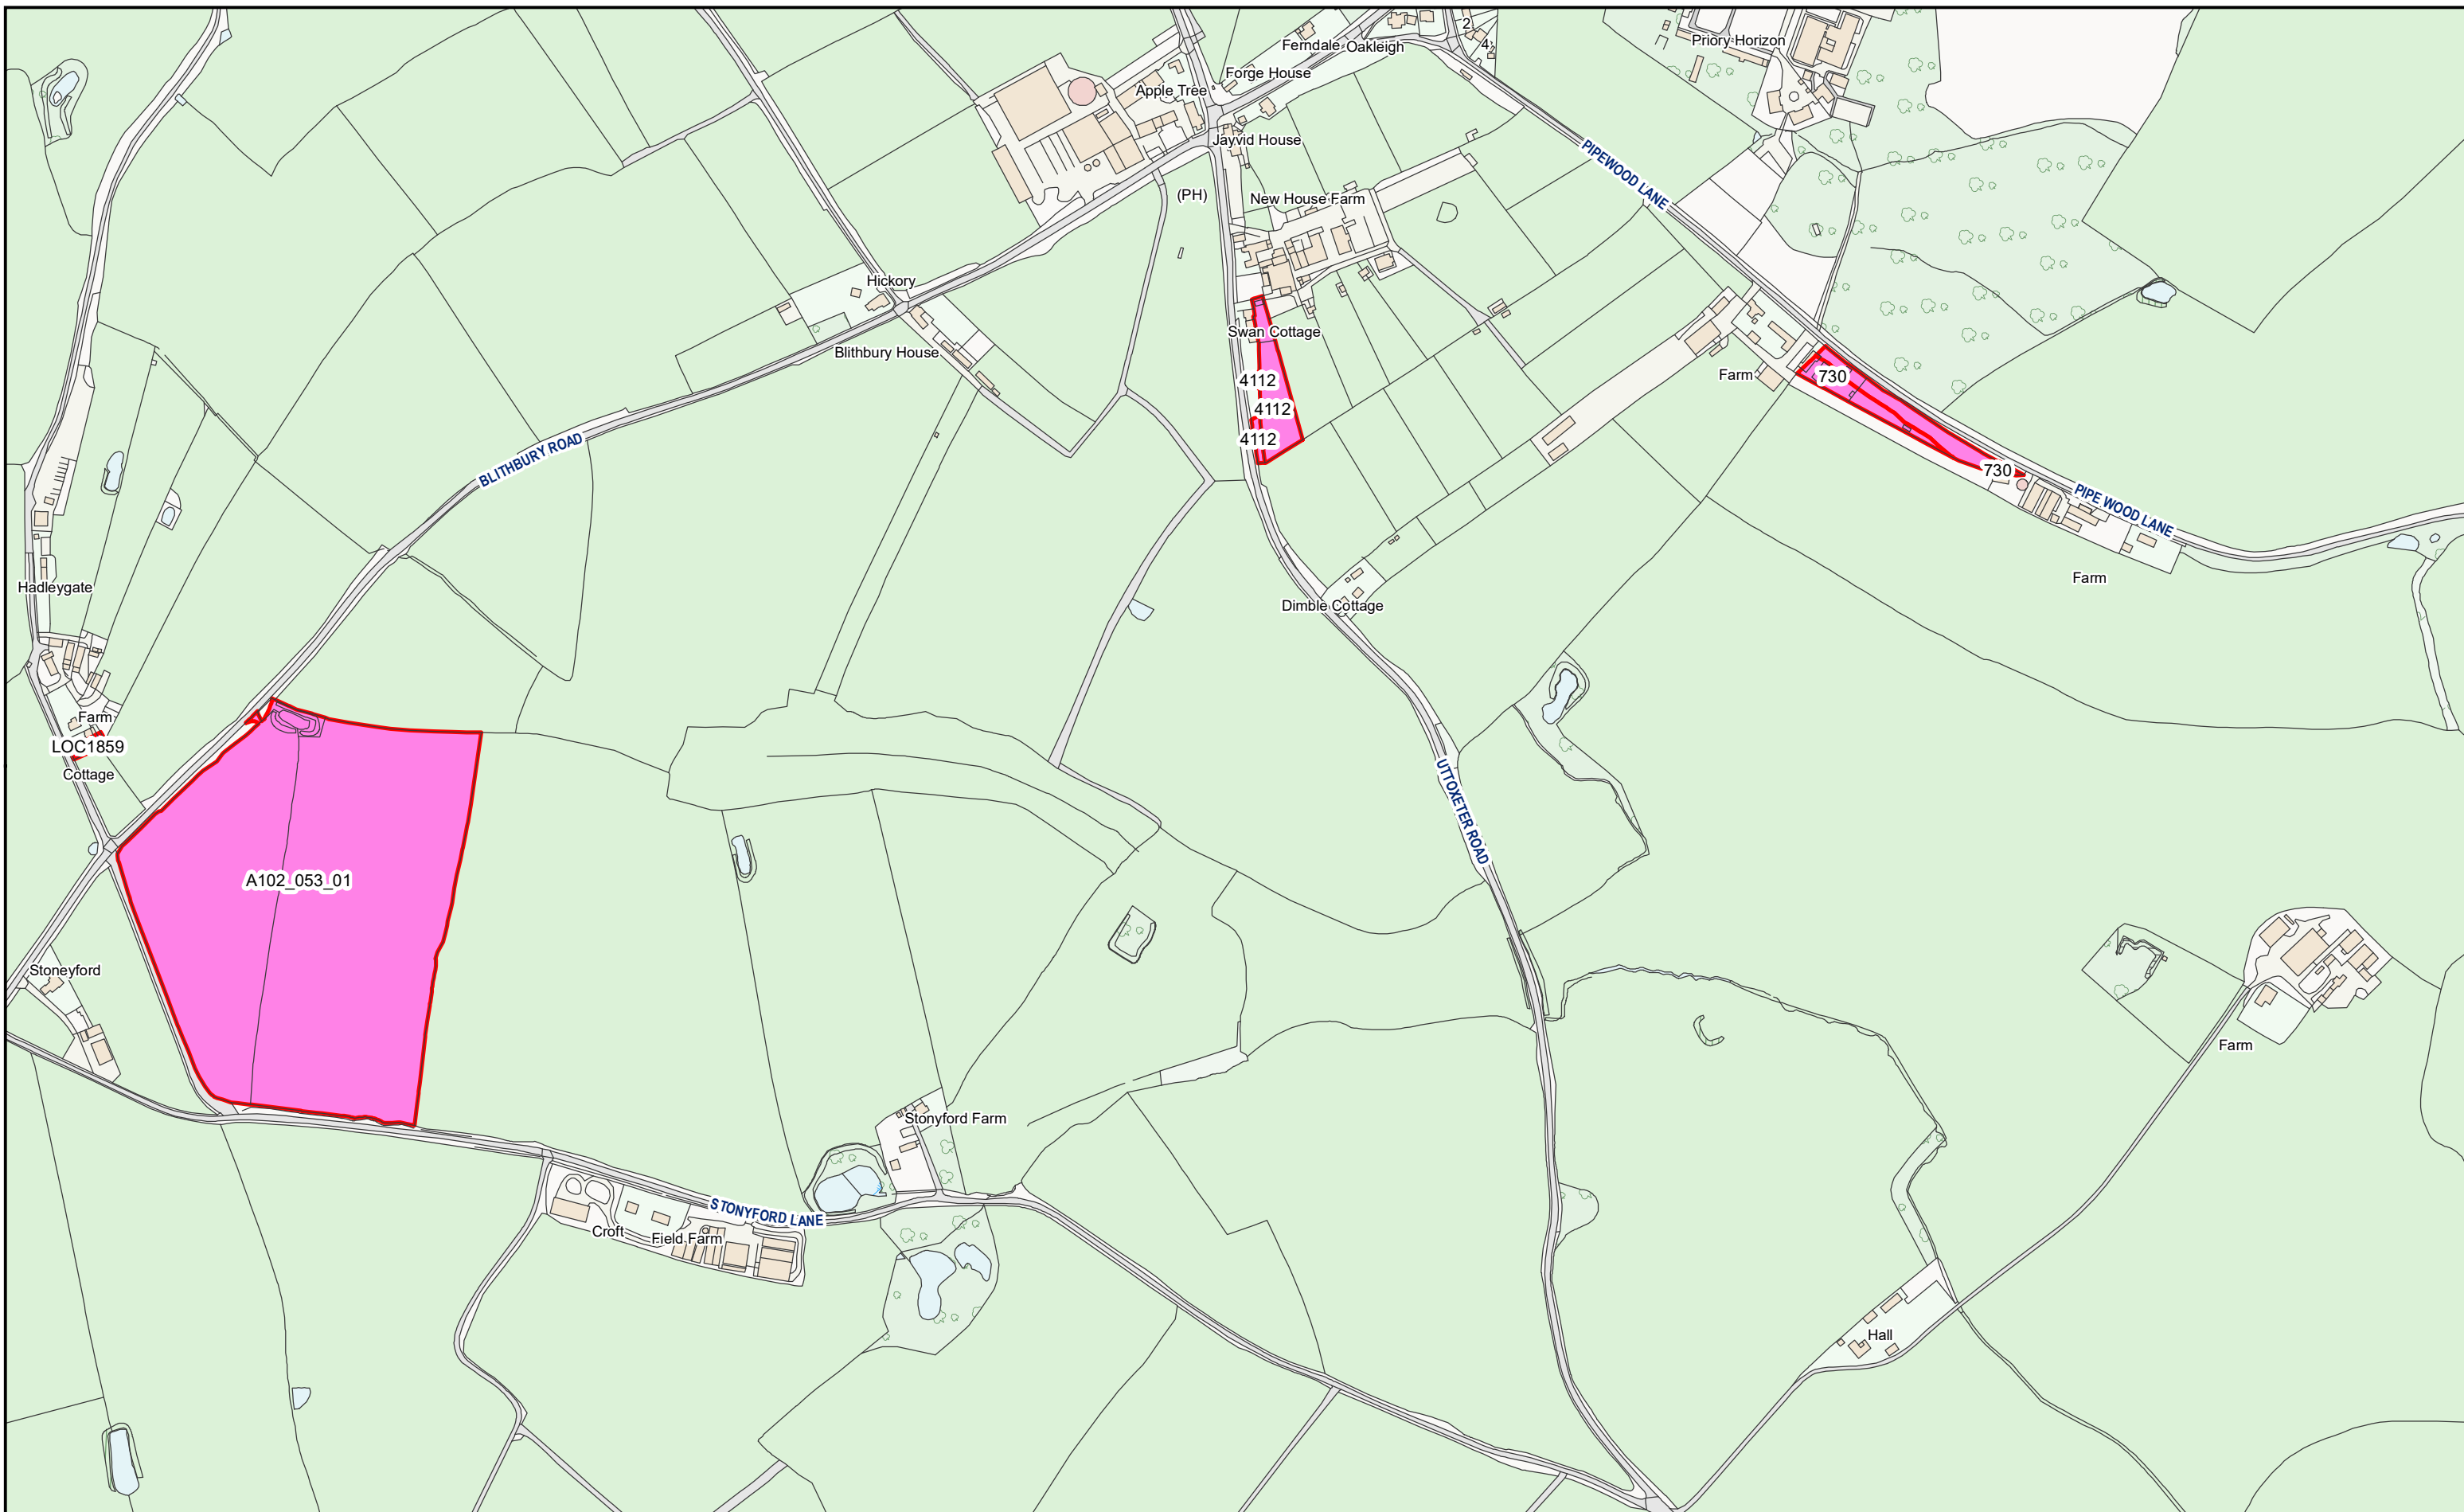 2
4
Priory Horizon
Ferndale
Oakleigh
Forge House
Apple Tree
Jayvid House
PIPEWOOD LANE
(PH)
New House Farm
Hickory
Swan Cottage
Blithbury House
Farm
730
4112
4112
4112
BLITHBURY ROAD
730
PIPE WOOD LANE
Farm
Hadleygate
Dimble Cottage
Farm
LOC1859
Cottage
UTTOXETER ROAD
A102_053_01
Stoneyford
Farm
Stonyford Farm
STONYFORD LANE
Croft
Field Farm
Hall